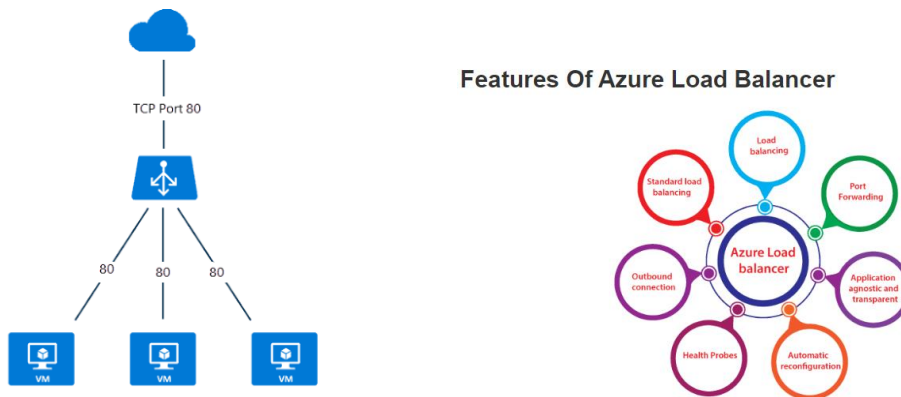 TCP Port 80
80
80
80
VM
VM
VM
Features Of Azure Load Balancer
Load
balancing
Standard load
balancing
Port
Forwarding
Azure Load
balancer
Outbound
connection
Application
agnostic and
transparent
Health Probes
Automatic
reconfiguration